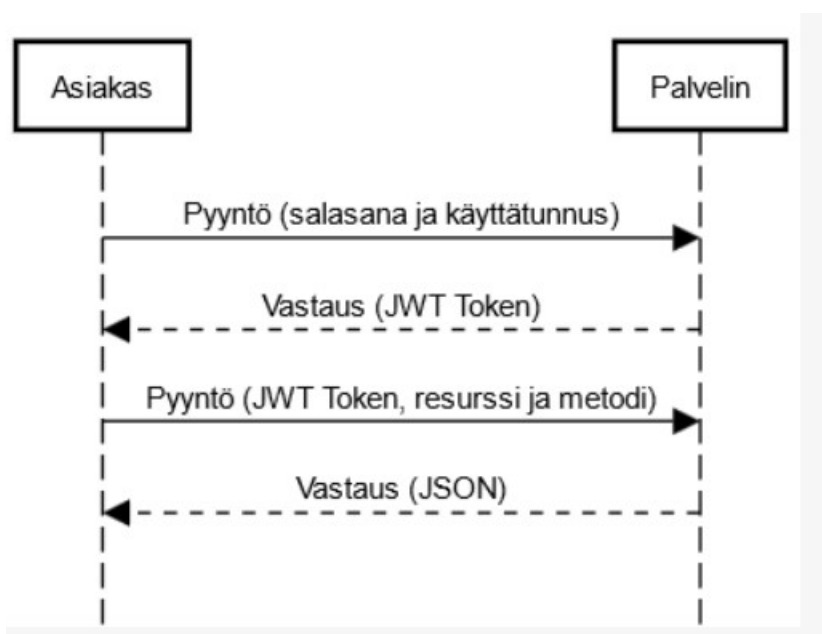 Asiakas
Palvelin
Pyyntö (salasana ja käyttätunnus)
Vastaus (JWT Token)
Pyyntö (JWT Token, resurssi ja metodi)
Vastaus (JSON)